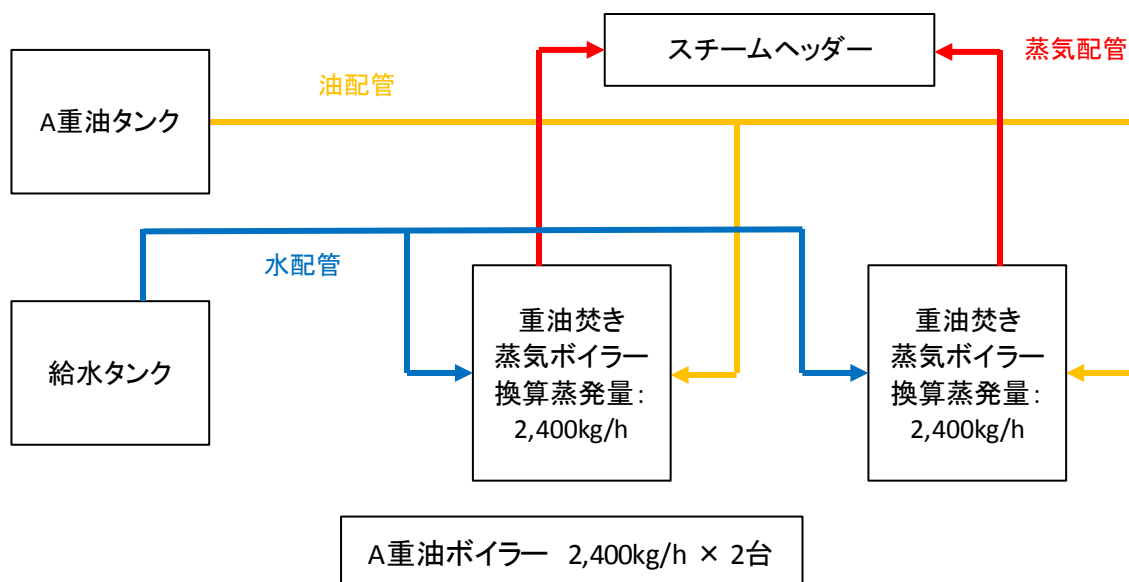 スチームヘッダー
蒸気配管
油配管
A重油タンク
水配管
給水タンク
重油焚き
蒸気ボイラー
換算蒸発量：
2,400kg/h
重油焚き
蒸気ボイラー
換算蒸発量：
2,400kg/h
A重油ボイラー 2,400kg/h × 2台